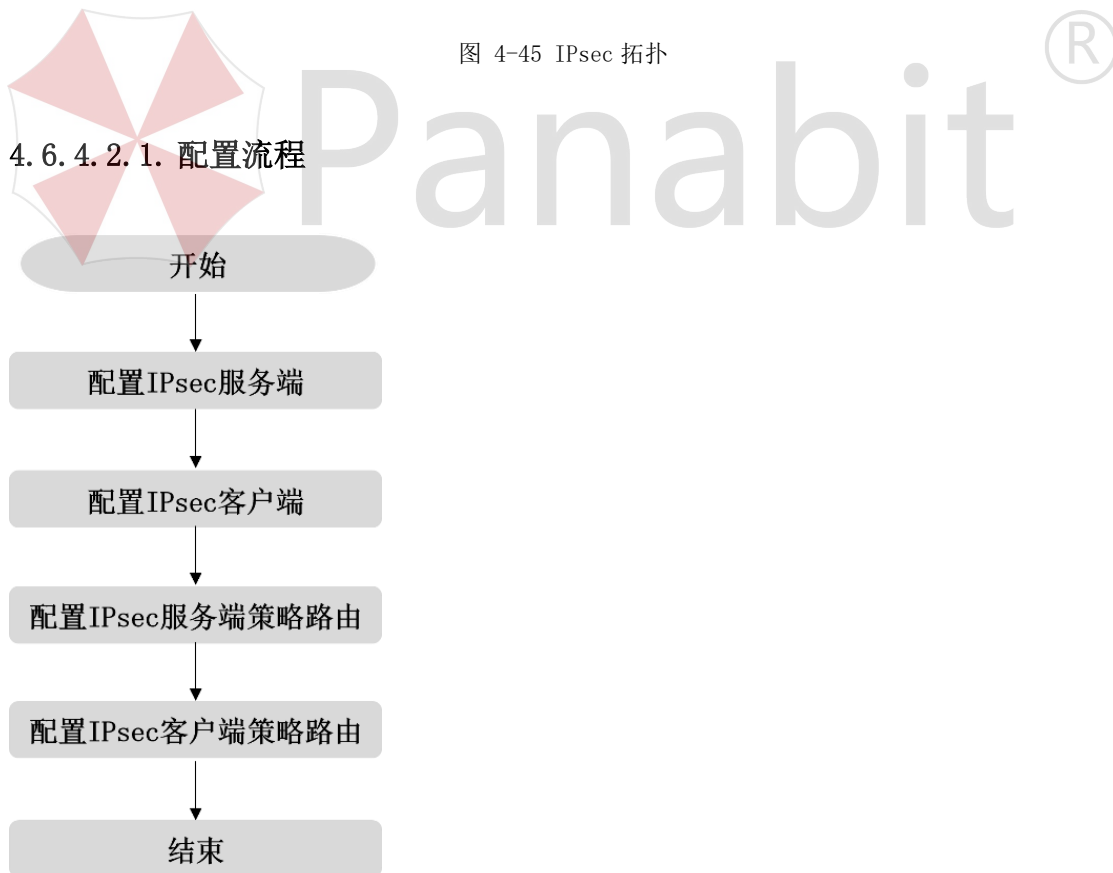 图 4-45 IPsec 拓扑
Panabit®
4.6.4.2.1. 配置流程
开始
配置IPsec服务端
配置IPsec客户端
配置IPsec服务端策略路由
配置IPsec客户端策略路由
结束